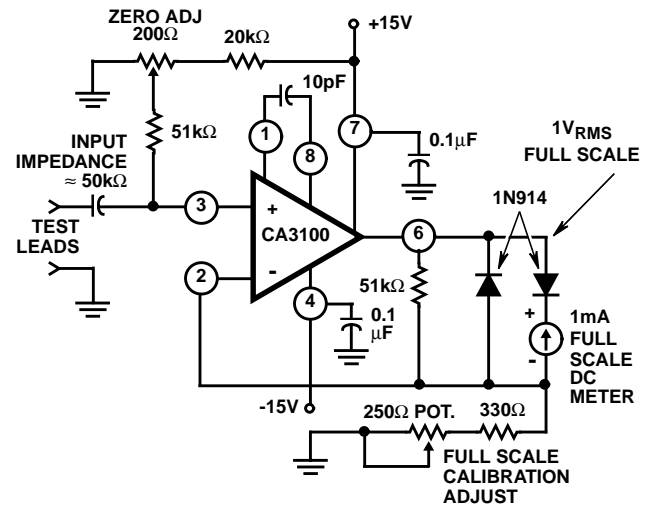 ZERO ADJ
200Ω
20kΩ
+15V
10pF
51kΩ
1
8
7
0.1μF
1VRMS
FULL SCALE
INPUT
IMPEDANCE
≈ 50kΩ
3
+
CA3100
-
6
1N914
TEST
LEADS
2
4
0.1
μF
51kΩ
+
-
1mA
FULL
SCALE
DC
METER
-15V
250Ω POT.
330Ω
FULL SCALE
CALIBRATION
ADJUST